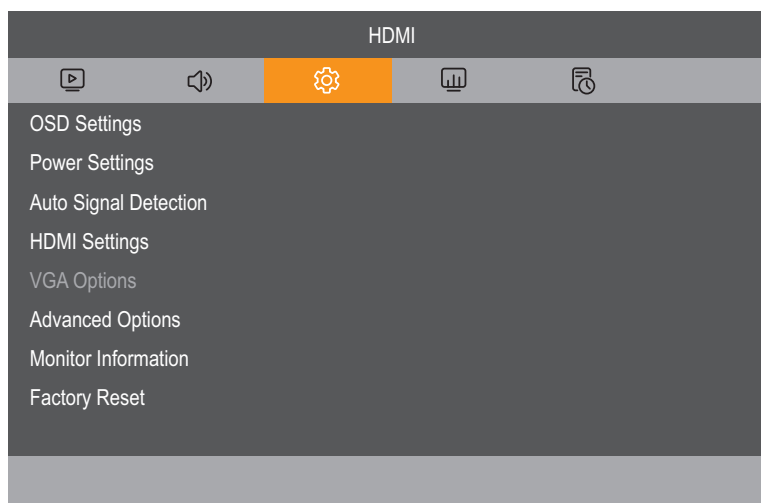 HDMI
OSD Settings
Power Settings
Auto Signal Detection
HDMI Settings
VGA Options
Advanced Options
Monitor Information
Factory Reset